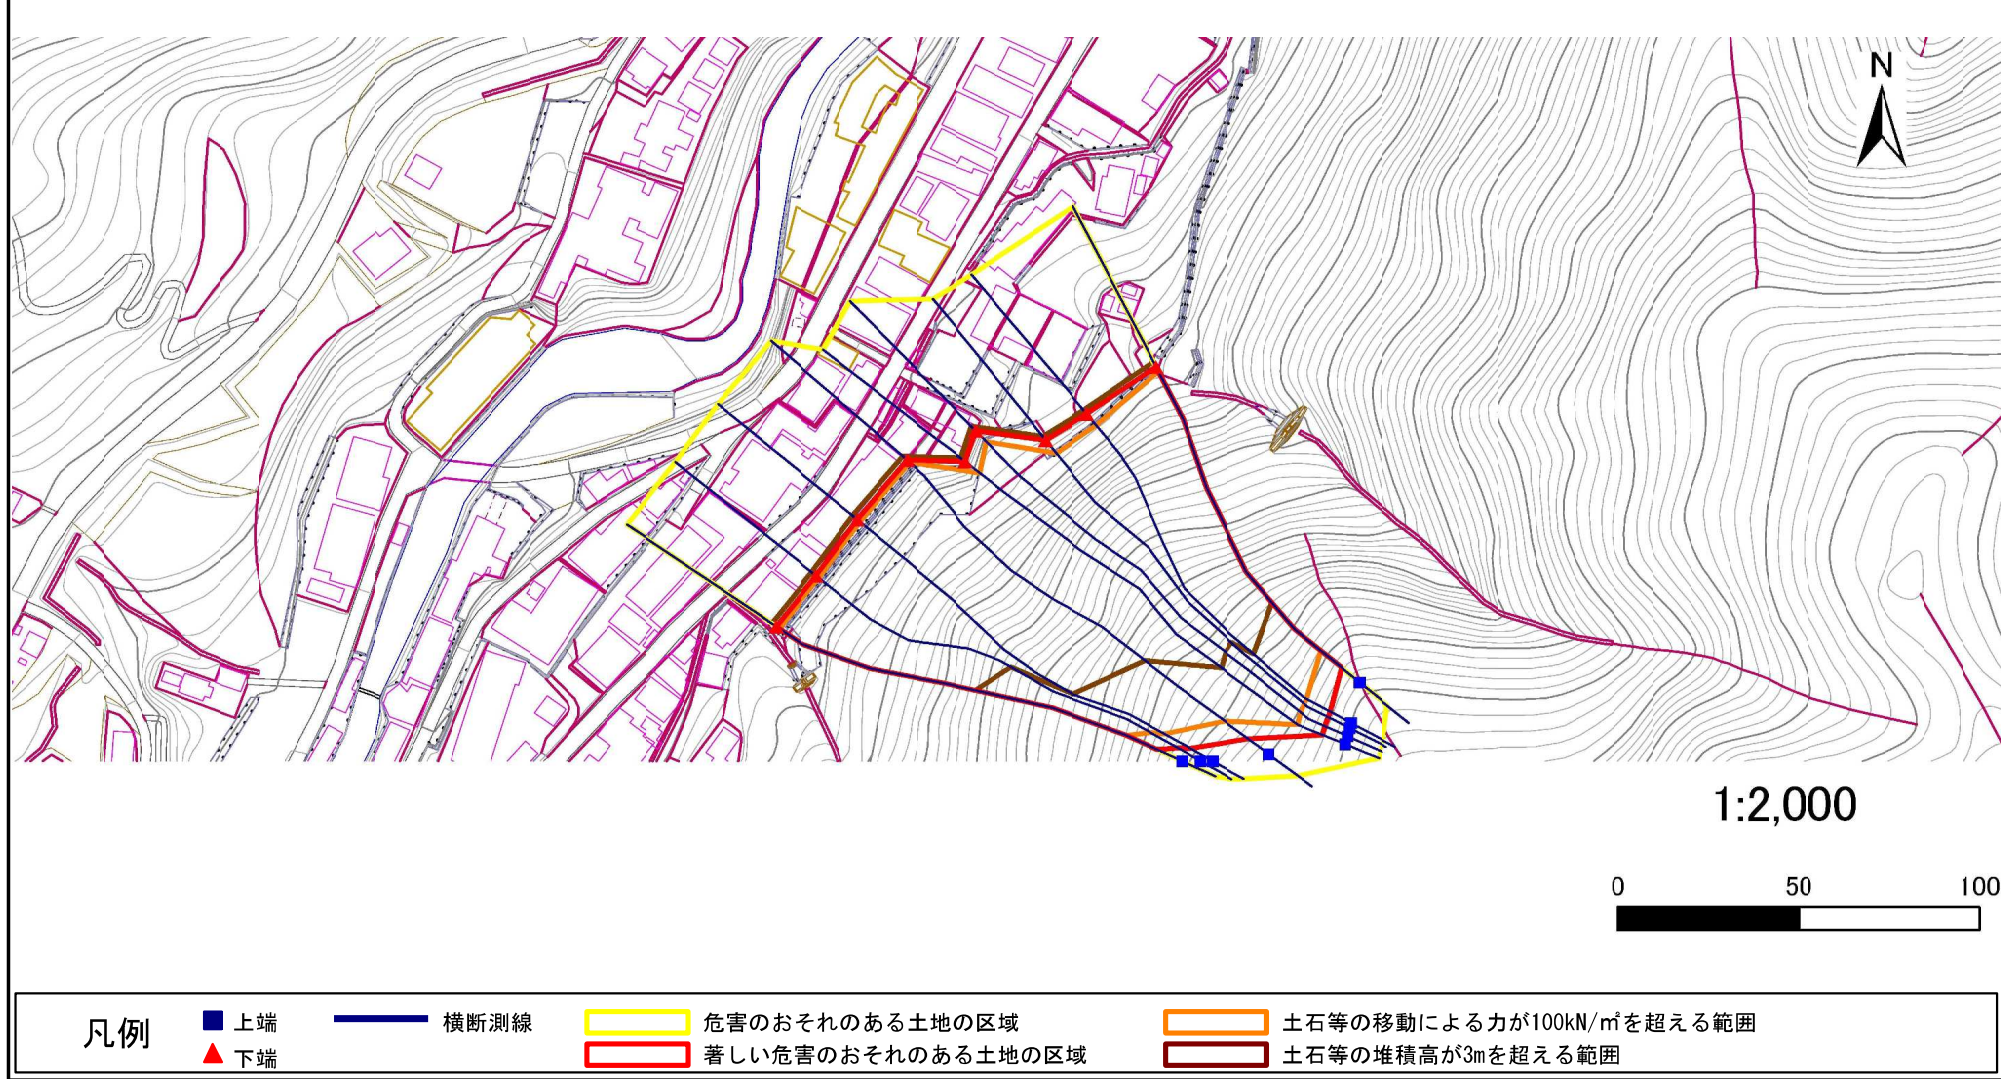 N
1:2,000
0 50 100
凡例
上端 横断測線 危害のおそれのある土地の区域 土石等の移動による力が100kN/㎡を超える範囲
下端 著しい危害のおそれのある土地の区域 土石等の堆積高が3mを超える範囲